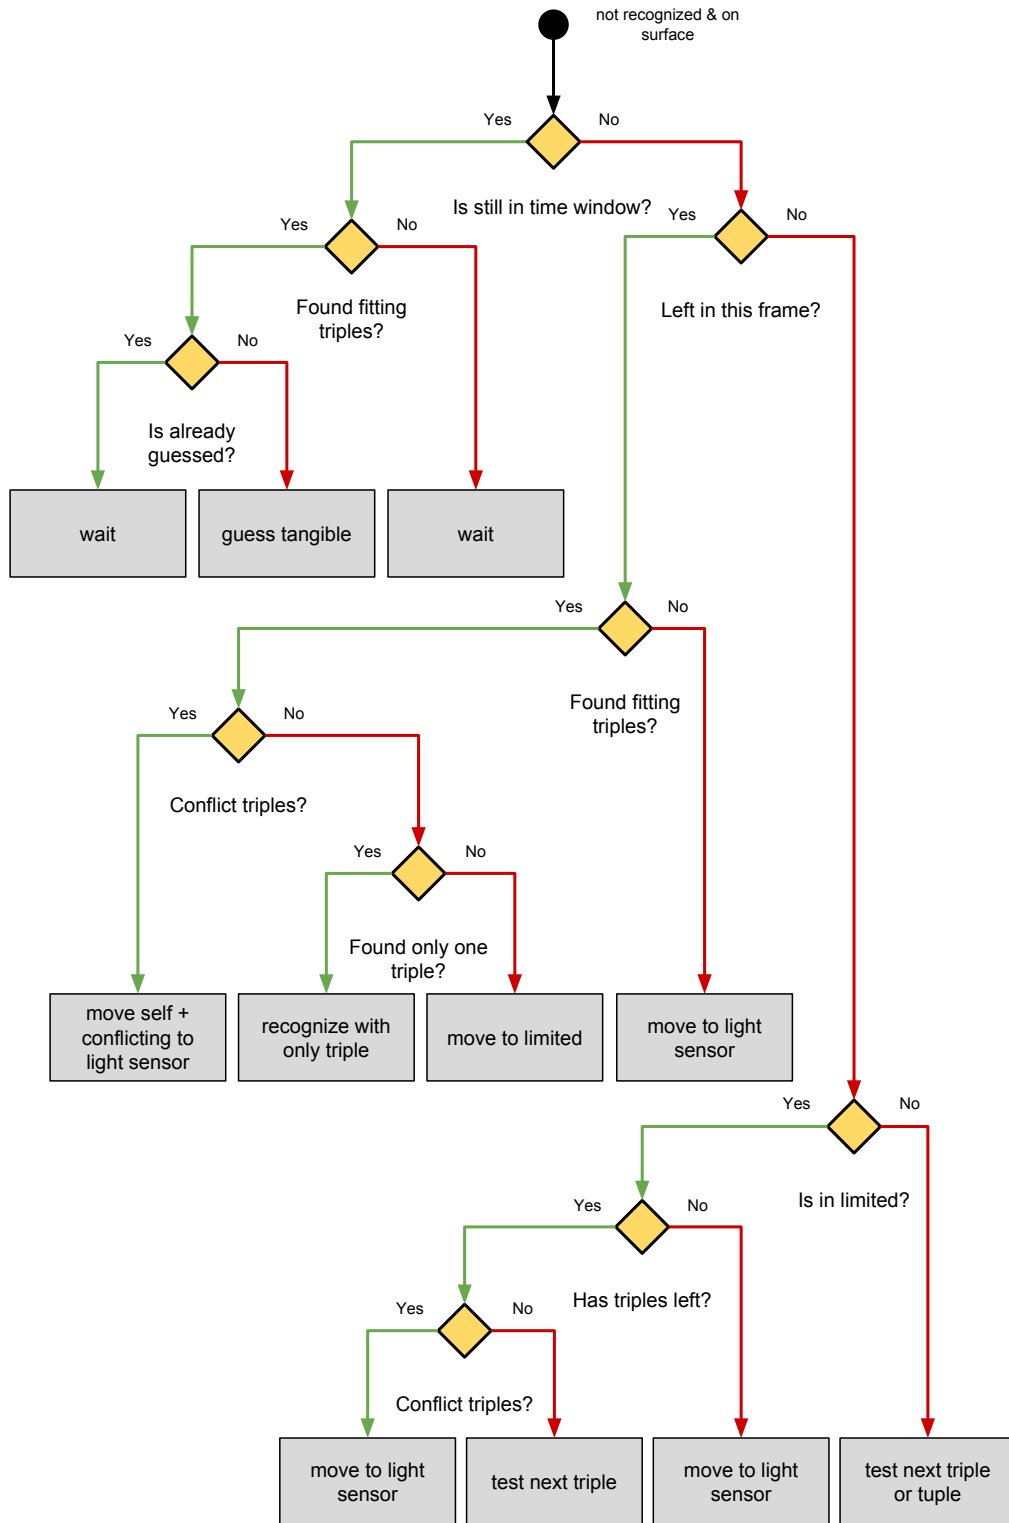 not recognized & on
surface
Yes
No
Is still in time window?
Yes
No
Yes
No
Found fitting
triples?
Left in this frame?
Yes
No
Is already
guessed?
wait
guess tangible
wait
Yes
No
Found fitting
triples?
Yes
No
Conflict triples?
Yes
No
Found only one
triple?
move self +
conflicting to
light sensor
recognize with
only triple
move to limited
move to light
sensor
Yes
No
Is in limited?
Yes
No
Has triples left?
Yes
No
Conflict triples?
move to light
sensor
test next triple
move to light
sensor
test next triple
or tuple